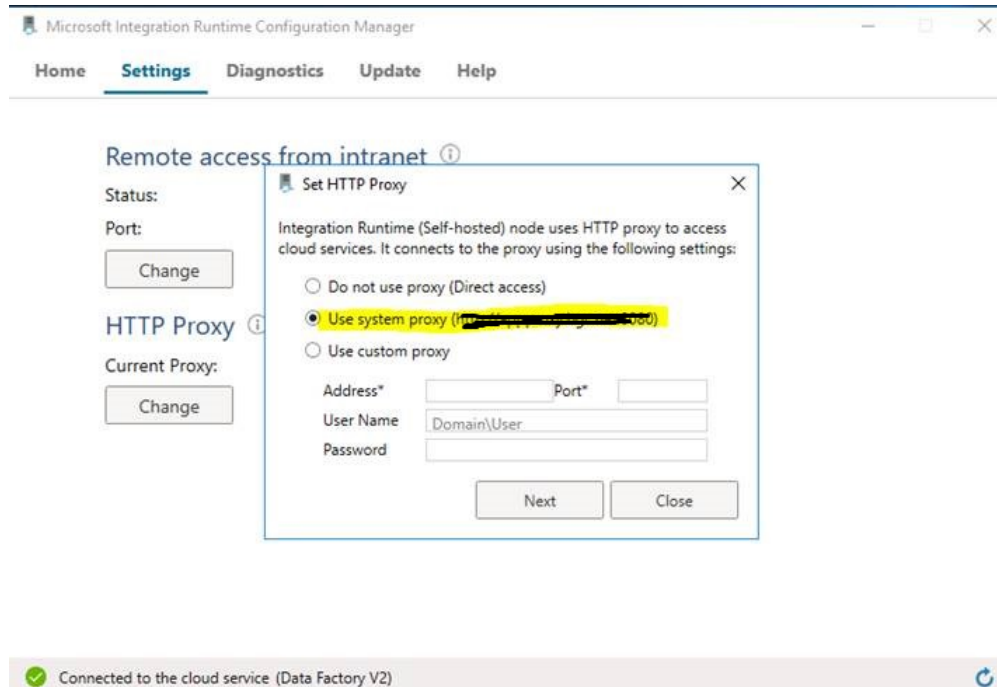 Microsoft Integration Runtime Configuration Manager
Home Settings Diagnostics Update Help
Remote access from intranet
Status:
Port:
Change
HTTP Proxy
Current Proxy:
Change
Set HTTP Proxy
Integration Runtime (Self-hosted) node uses HTTP proxy to access
cloud services. It connects to the proxy using the following settings:
Do not use proxy (Direct access)
Use system proxy
Use custom proxy
Address* Port*
User Name Domain\User
Password
Next Close
Connected to the cloud service (Data Factory V2)